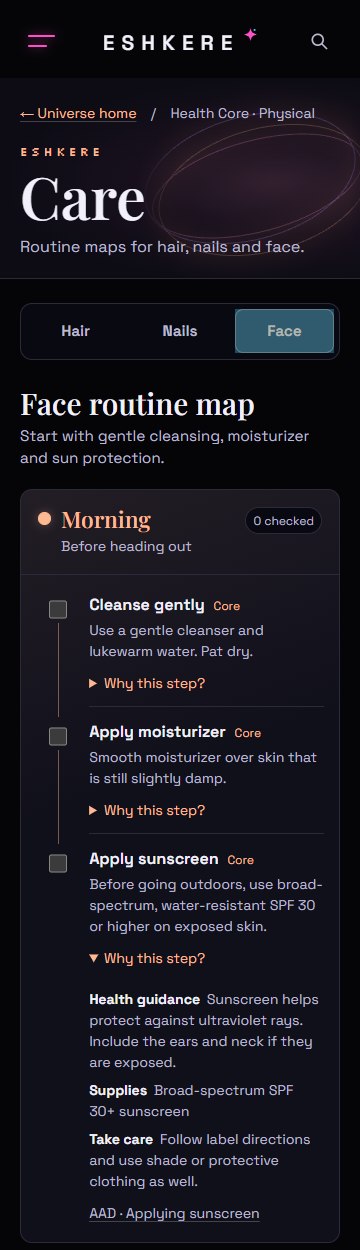 ESHKERE
← Universe home / Health Core · Physical
ESHKERE
Care
Routine maps for hair, nails and face.
Hair Nails Face
Face routine map
Start with gentle cleansing, moisturizer
and sun protection.
Morning 0 checked
Before heading out
Cleanse gently Core
Use a gentle cleanser and
lukewarm water. Pat dry.
▶ Why this step?
Apply moisturizer Core
Smooth moisturizer over skin that
is still slightly damp.
▶ Why this step?
Apply sunscreen Core
Before going outdoors, use broad-
spectrum, water-resistant SPF 30
or higher on exposed skin.
▼ Why this step?
Health guidance Sunscreen helps
protect against ultraviolet rays.
Include the ears and neck if they
are exposed.
Supplies Broad-spectrum SPF
30+ sunscreen
Take care Follow label directions
and use shade or protective
clothing as well.
AAD · Applying sunscreen